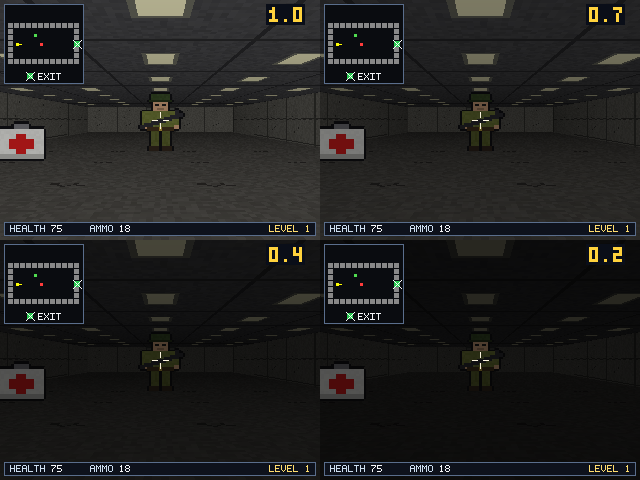 1.0
EXIT
HEALTH 75 AMMO 18 LEVEL 1
0.7
EXIT
HEALTH 75 AMMO 18 LEVEL 1
0.4
EXIT
HEALTH 75 AMMO 18 LEVEL 1
0.2
EXIT
HEALTH 75 AMMO 18 LEVEL 1